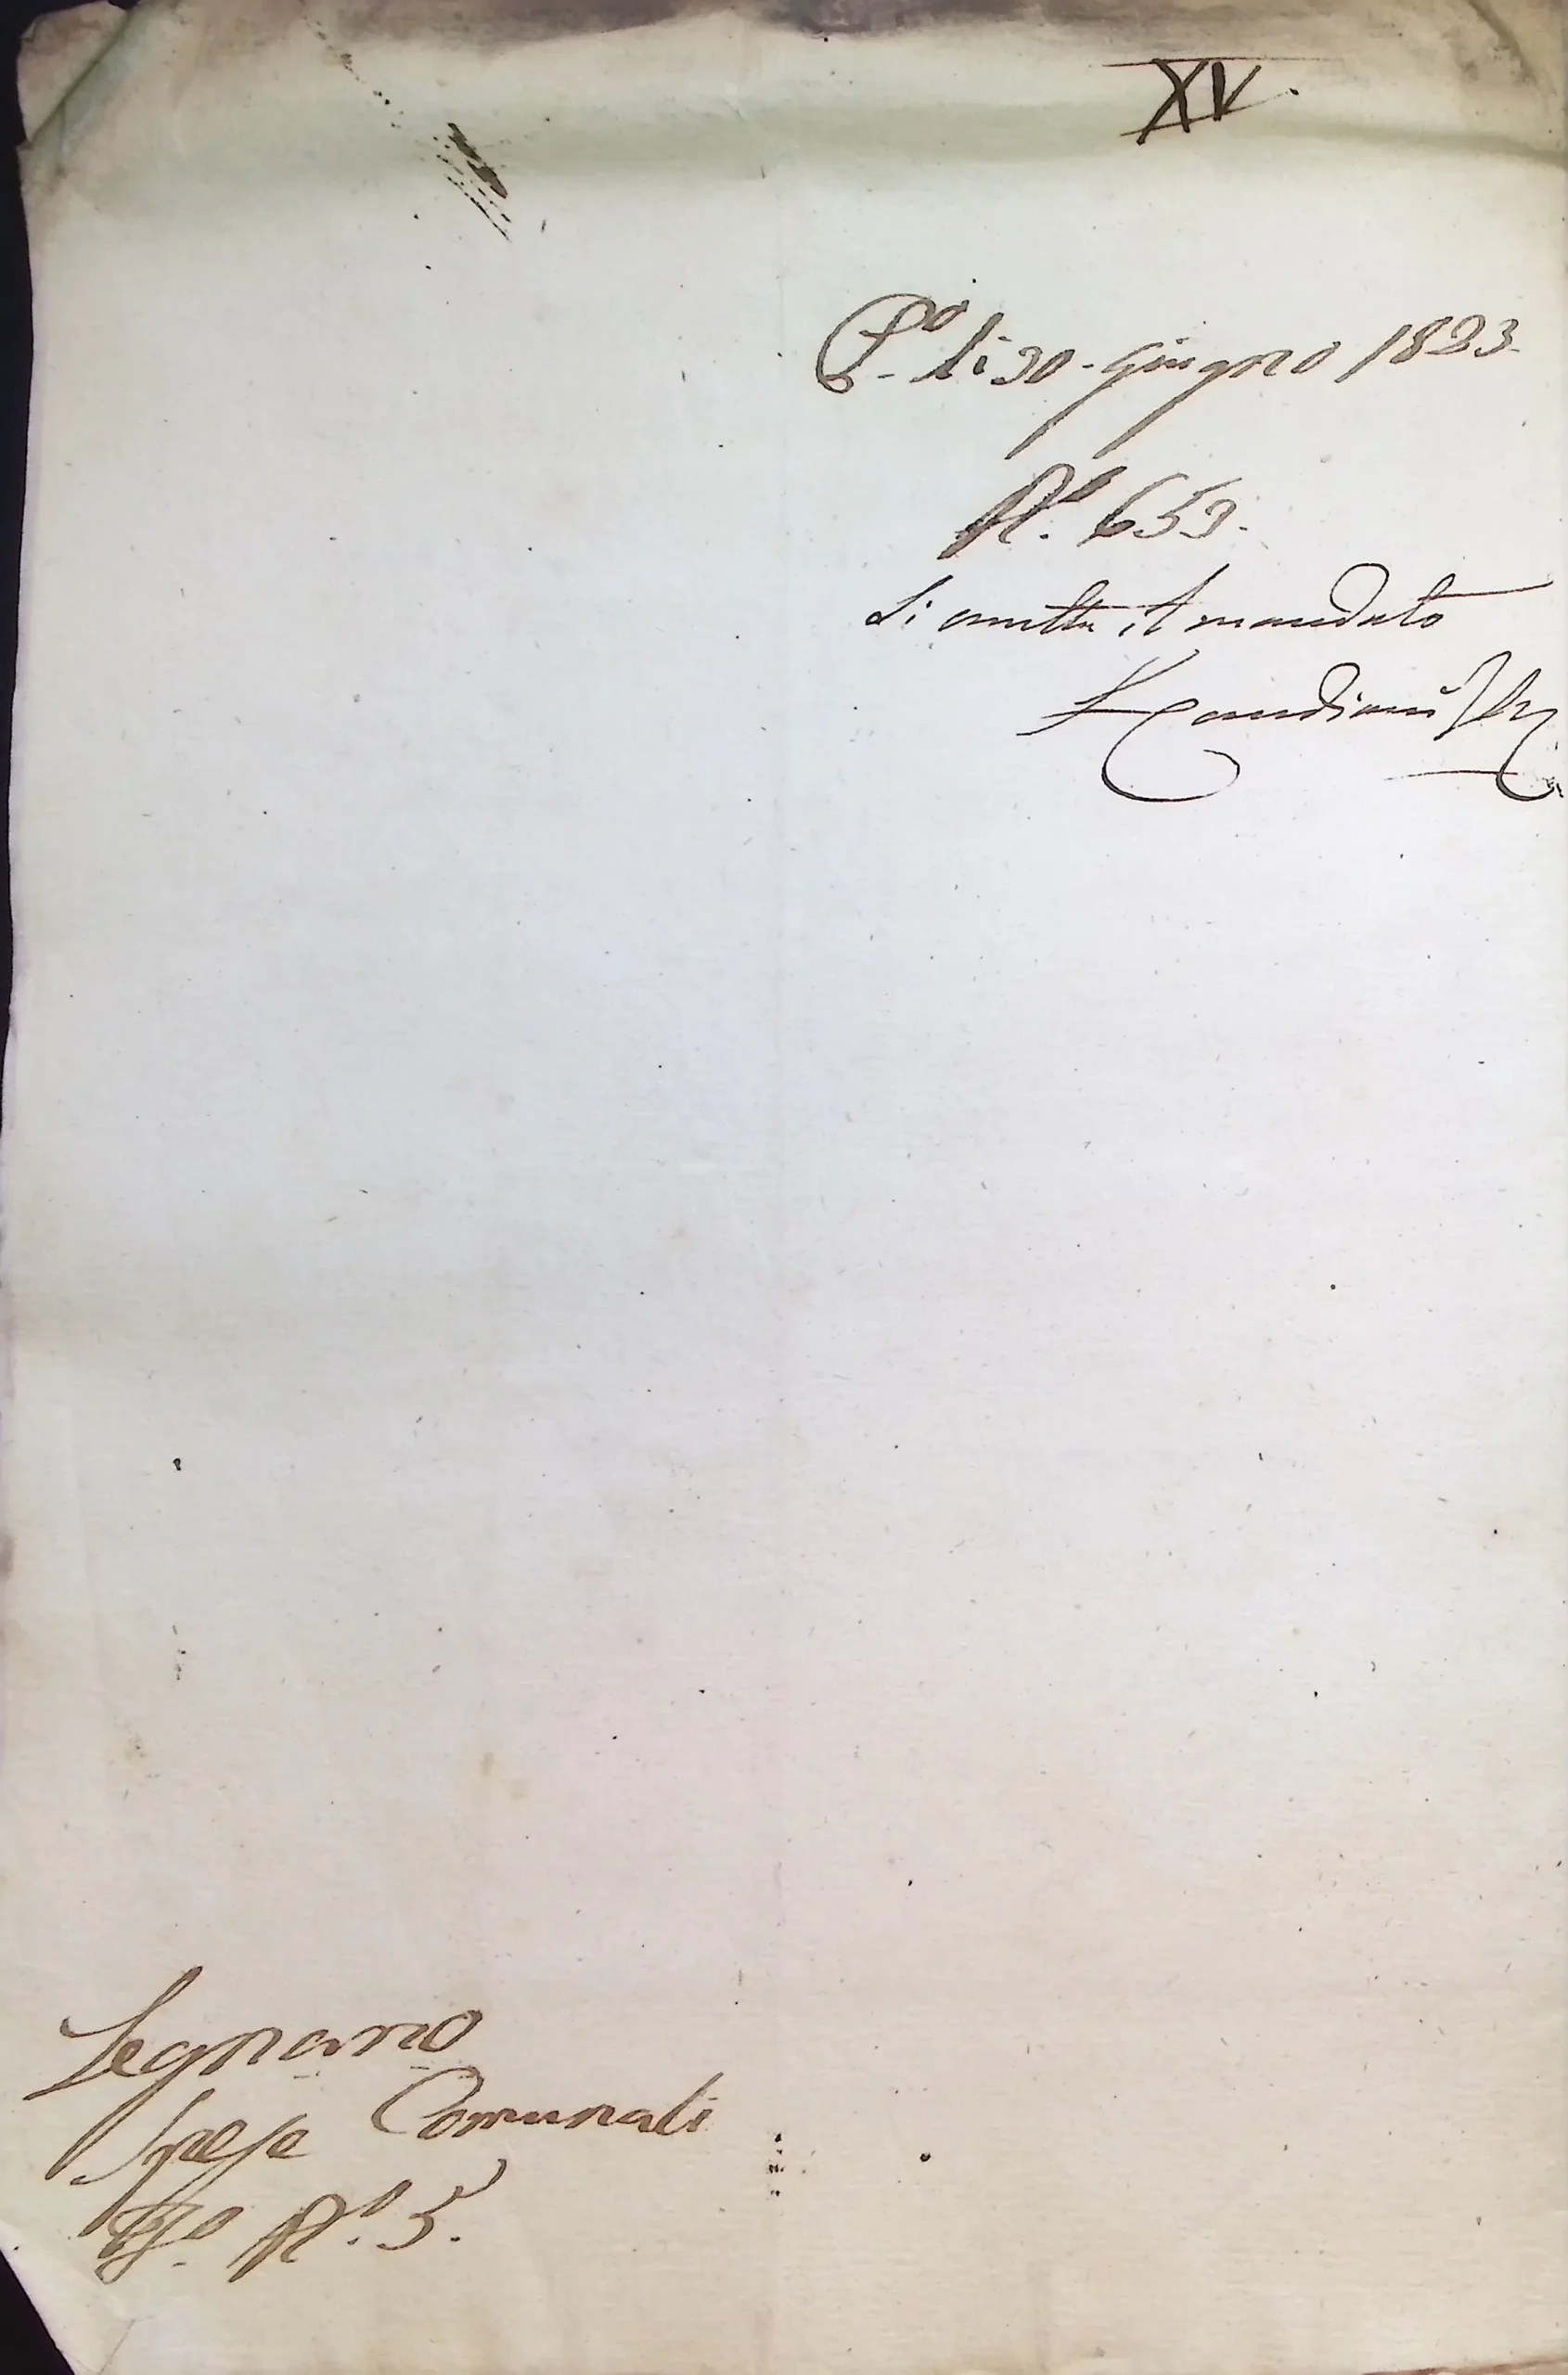 XV.
P.º li 30. giugno 1823.
N.º 653.
Si emetta il mandato
Legnano
Spese Comunali
N.º 5.